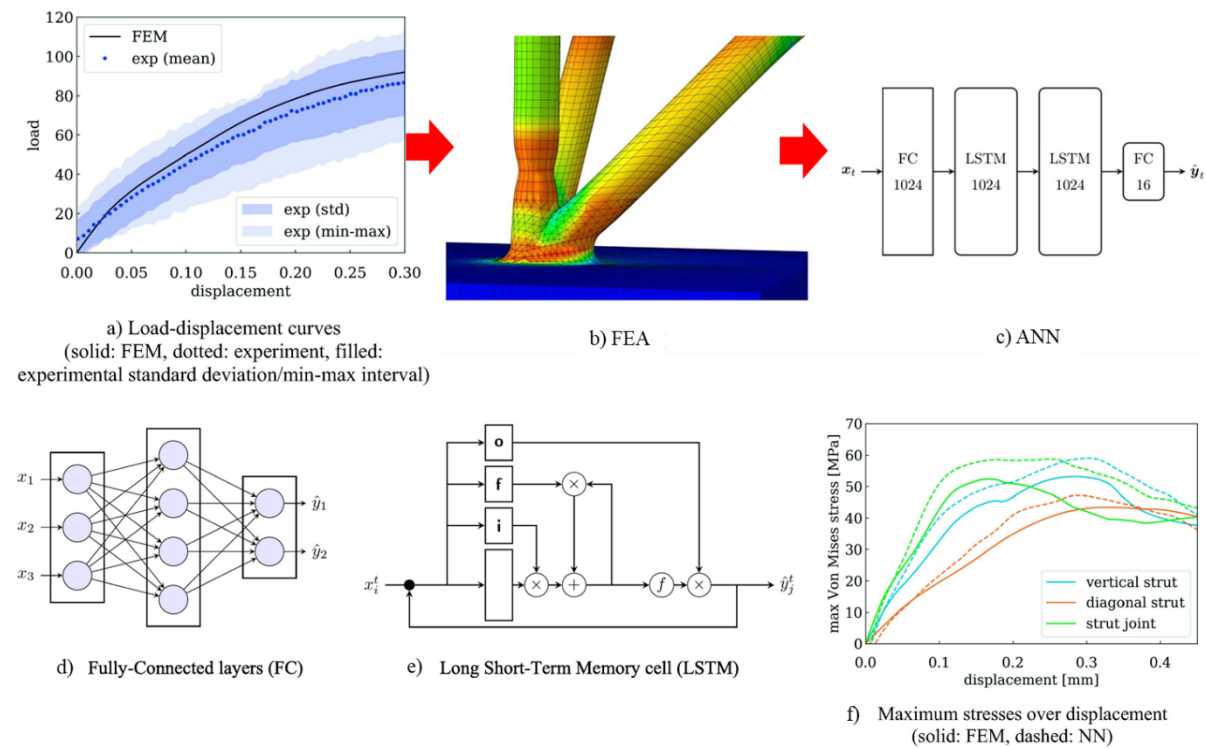 120
100
80
60
40
20
0
load
FEM
exp (mean)
exp (std)
exp (min-max)
0.00 0.05 0.10 0.15 0.20 0.25 0.30
displacement
a) Load-displacement curves
(solid: FEM, dotted: experiment, filled:
experimental standard deviation/min-max interval)
b) FEA
x_t
FC
1024
LSTM
1024
LSTM
1024
FC
16
ŷ_t
c) ANN
x_1
x_2
x_3
ŷ_1
ŷ_2
d) Fully-Connected layers (FC)
o
f
×
i
x_i^t
×
+
f
×
ŷ_j^t
e) Long Short-Term Memory cell (LSTM)
70
60
50
40
30
20
10
0
max Von Mises stress [MPa]
vertical strut
diagonal strut
strut joint
0.0 0.1 0.2 0.3 0.4
displacement [mm]
f) Maximum stresses over displacement
(solid: FEM, dashed: NN)